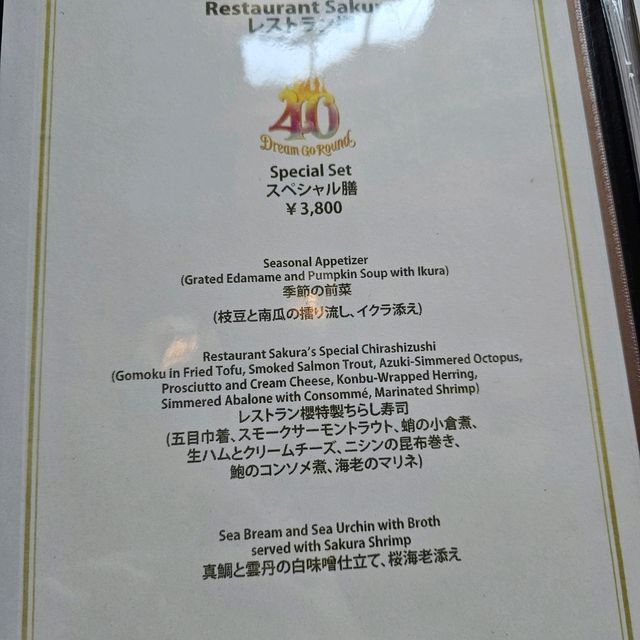 Restaurant Sakura
レストラン櫻
40
Dream Go Round
Special Set
スペシャル膳
￥3,800
Seasonal Appetizer
(Grated Edamame and Pumpkin Soup with Ikura)
季節の前菜
(枝豆と南瓜の擂り流し、イクラ添え)
Restaurant Sakura's Special Chirashizushi
(Gomoku in Fried Tofu, Smoked Salmon Trout, Azuki-Simmered Octopus,
Prosciutto and Cream Cheese, Konbu-Wrapped Herring,
Simmered Abalone with Consommé, Marinated Shrimp)
レストラン櫻特製ちらし寿司
(五目巾着、スモークサーモントラウト、蛸の小倉煮、
生ハムとクリームチーズ、ニシンの昆布巻き、
鮑のコンソメ煮、海老のマリネ)
Sea Bream and Sea Urchin with Broth
served with Sakura Shrimp
真鯛と雲丹の白味噌仕立て、桜海老添え